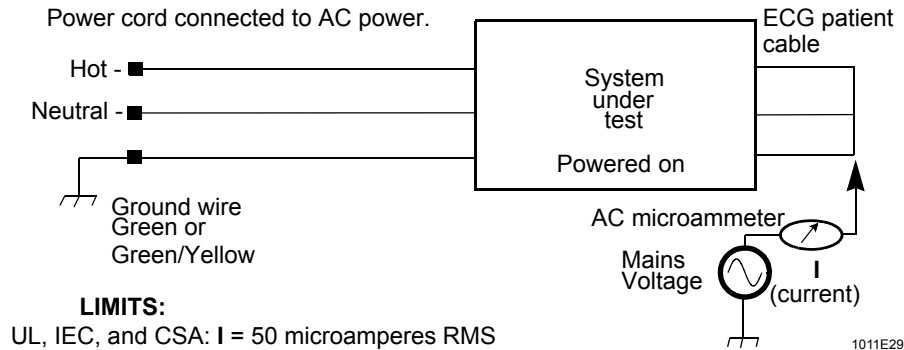 Power cord connected to AC power.
ECG patient
cable
Hot -
Neutral -
System
under
test
Powered on
Ground wire
Green or
Green/Yellow
AC microammeter
Mains
Voltage
I
(current)
LIMITS:
UL, IEC, and CSA: I = 50 microamperes RMS
1011E29